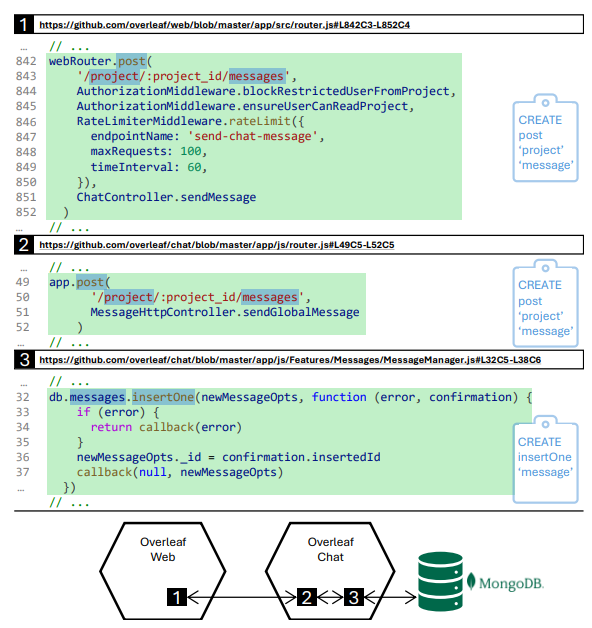 1 https://github.com/overleaf/web/blob/master/app/src/router.js#L842C3-L852C4
… // ...
842 webRouter.post(
843 '/project/:project_id/messages',
844 AuthorizationMiddleware.blockRestrictedUserFromProject,
845 AuthorizationMiddleware.ensureUserCanReadProject,
846 RateLimiterMiddleware.rateLimit({
847 endpointName: 'send-chat-message',
848 maxRequests: 100,
849 timeInterval: 60,
850 }),
851 ChatController.sendMessage
852 )
… // ...
CREATE
post
‘project’
‘message’
2 https://github.com/overleaf/chat/blob/master/app/js/router.js#L49C5-L52C5
… // ...
49 app.post(
50 '/project/:project_id/messages',
51 MessageHttpController.sendGlobalMessage
52 )
… // ...
CREATE
post
‘project’
‘message’
3 https://github.com/overleaf/chat/blob/master/app/js/Features/Messages/MessageManager.js#L32C5-L38C6
… // ...
32 db.messages.insertOne(newMessageOpts, function (error, confirmation) {
33 if (error) {
34 return callback(error)
35 }
36 newMessageOpts._id = confirmation.insertedId
37 callback(null, newMessageOpts)
… })
// ...
CREATE
insertOne
‘message’
Overleaf
Web
1
Overleaf
Chat
2 3
MongoDB.